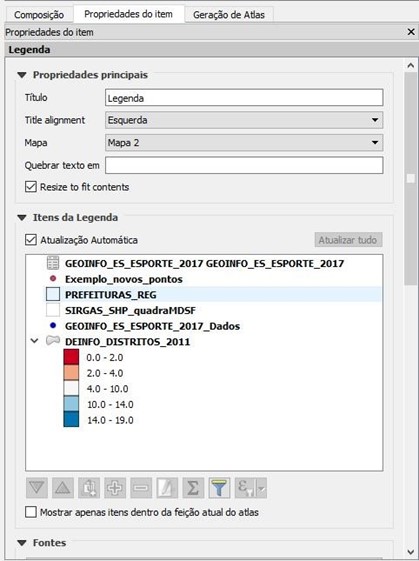 Composição Propriedades do item Geração de Atlas
Propriedades do item
Legenda
Propriedades principais
Título Legenda
Title alignment Esquerda
Mapa Mapa 2
Quebrar texto em
Resize to fit contents
Itens da Legenda
Atualização Automática Atualizar tudo
GEOINFO_ES_ESPORTE_2017 GEOINFO_ES_ESPORTE_2017
Exemplo_novos_pontos
PREFEITURAS_REG
SIRGAS_SHP_quadraMDSF
GEOINFO_ES_ESPORTE_2017_Dados
DEINFO_DISTRITOS_2011
0.0 - 2.0
2.0 - 4.0
4.0 - 10.0
10.0 - 14.0
14.0 - 19.0
Mostrar apenas itens dentro da feição atual do atlas
Fontes